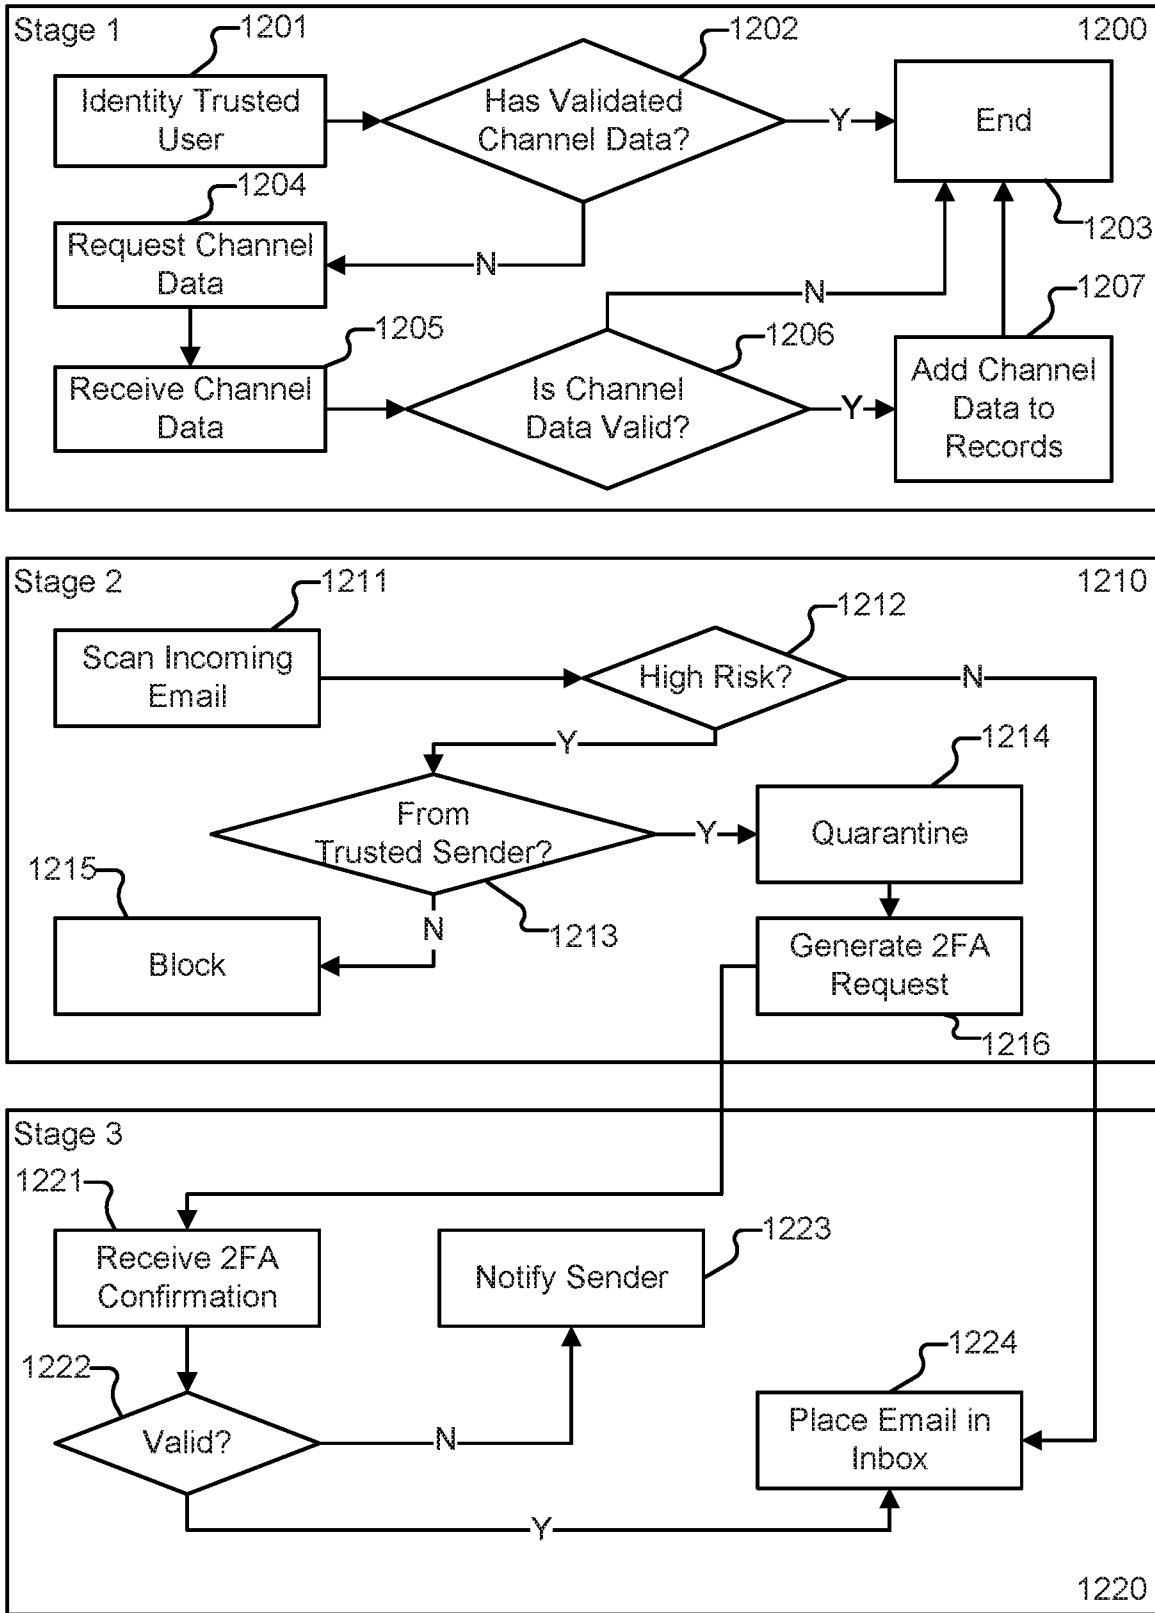 Stage 1
1201
1202
1200
Identity Trusted
User
Has Validated
Channel Data?
Y
End
1204
1203
Request Channel
Data
N
N
1207
1205
1206
Receive Channel
Data
Is Channel
Data Valid?
Y
Add Channel
Data to
Records
Stage 2
1211
1210
1212
Scan Incoming
Email
High Risk?
N
Y
1214
From
Trusted Sender?
Y
Quarantine
1215
1213
N
Block
Generate 2FA
Request
1216
Stage 3
1221
1223
Receive 2FA
Confirmation
Notify Sender
1222
1224
Valid?
N
Place Email in
Inbox
Y
1220